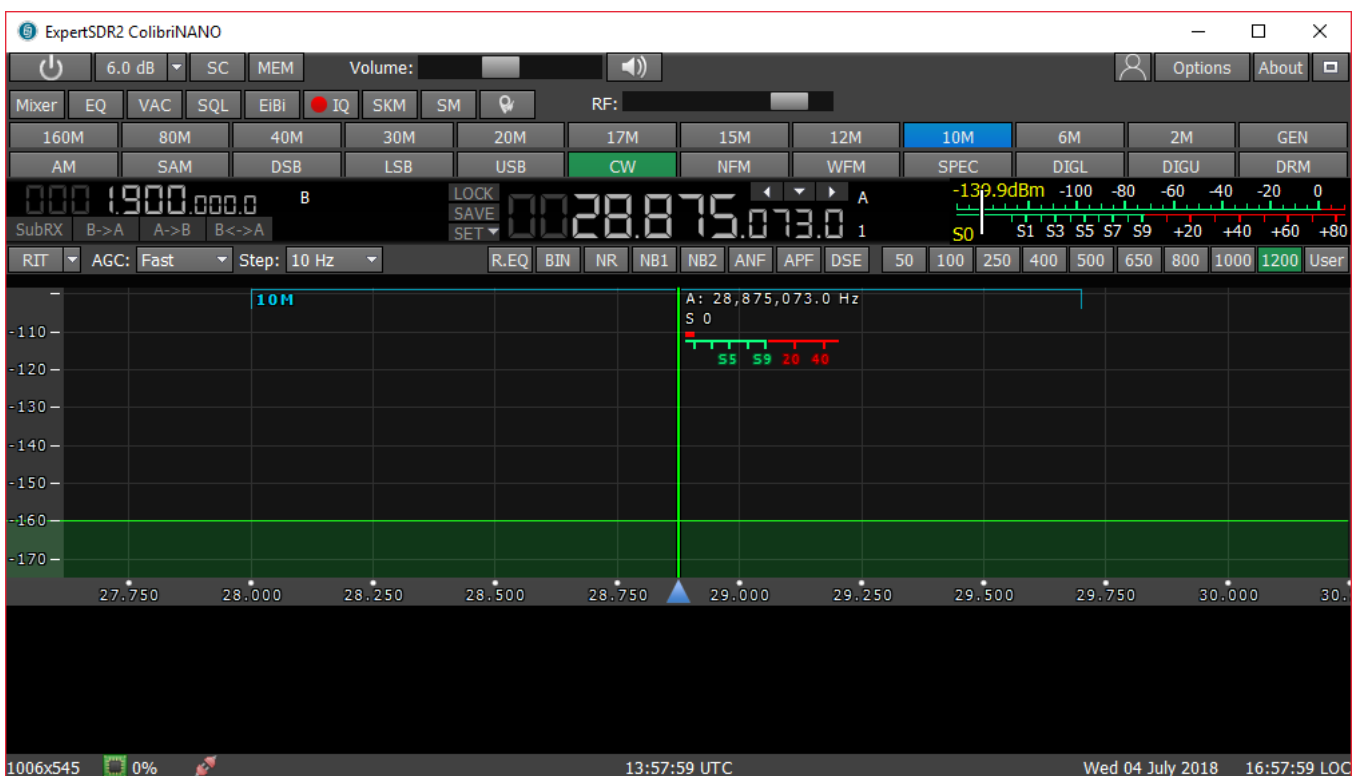 ExpertSDR2 ColibriNANO
6.0 dB SC MEM Volume: Options About
Mixer EQ VAC SQL EiBi IQ SKM SM RF:
160M 80M 40M 30M 20M 17M 15M 12M 10M 6M 2M GEN
AM SAM DSB LSB USB CW NFM WFM SPEC DIGL DIGU DRM
000 1.900.000.0 B LOCK SAVE SET 0028.875.073.0 A 1 -139.9dBm -100 -80 -60 -40 -20 0
SubRX B->A A->B B<->A S0 S1 S3 S5 S7 S9 +20 +40 +60 +80
RIT AGC: Fast Step: 10 Hz R.EQ BIN NR NB1 NB2 ANF APF DSE 50 100 250 400 500 650 800 1000 1200 User
10M A: 28,875,073.0 Hz
S 0
S5 S9 20 40
-110
-120
-130
-140
-150
-160
-170
27.750 28.000 28.250 28.500 28.750 29.000 29.250 29.500 29.750 30.000 30.
1006x545 0% 13:57:59 UTC Wed 04 July 2018 16:57:59 LOC